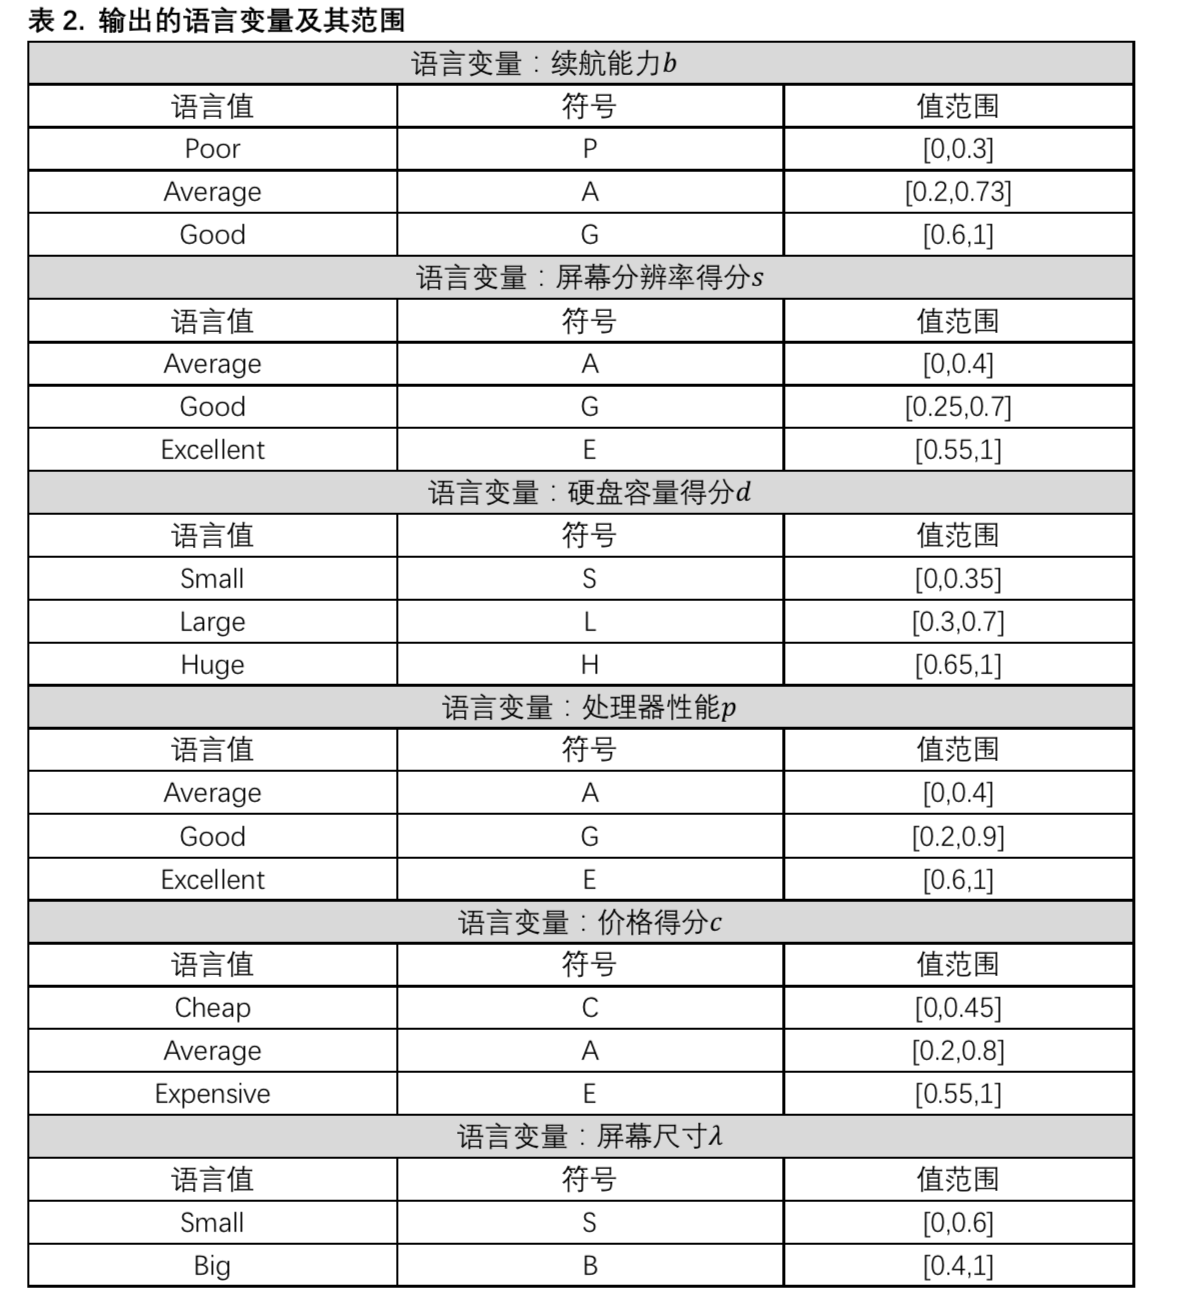 表 2. 输出的语言变量及其范围
语言变量：续航能力b
语言值 符号 值范围
Poor P [0,0.3]
Average A [0.2,0.73]
Good G [0.6,1]
语言变量：屏幕分辨率得分s
语言值 符号 值范围
Average A [0,0.4]
Good G [0.25,0.7]
Excellent E [0.55,1]
语言变量：硬盘容量得分d
语言值 符号 值范围
Small S [0,0.35]
Large L [0.3,0.7]
Huge H [0.65,1]
语言变量：处理器性能p
语言值 符号 值范围
Average A [0,0.4]
Good G [0.2,0.9]
Excellent E [0.6,1]
语言变量：价格得分c
语言值 符号 值范围
Cheap C [0,0.45]
Average A [0.2,0.8]
Expensive E [0.55,1]
语言变量：屏幕尺寸λ
语言值 符号 值范围
Small S [0,0.6]
Big B [0.4,1]